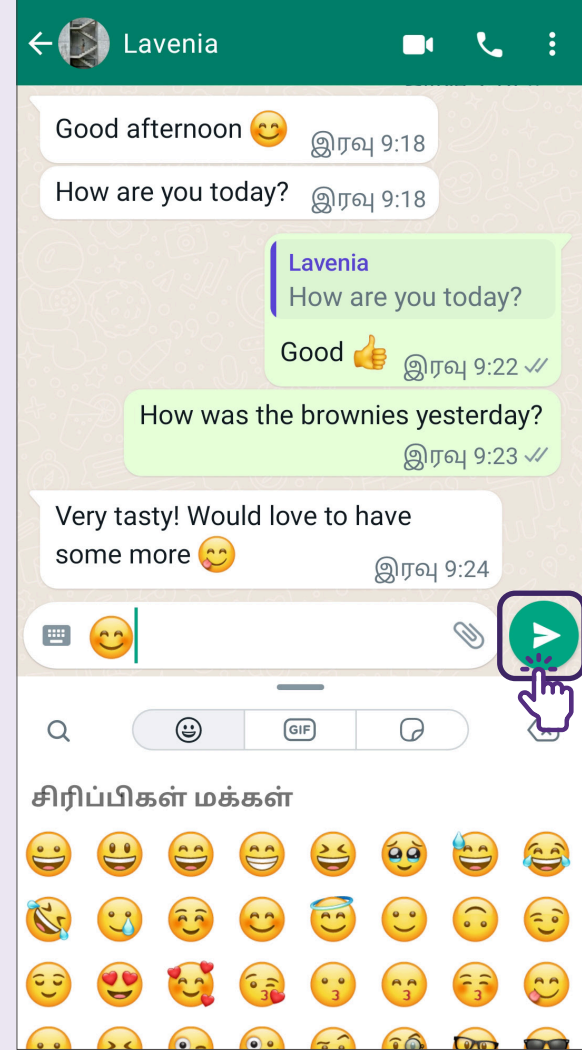 Lavenia
Good afternoon 😊 இரவு 9:18
How are you today? இரவு 9:18
Lavenia
How are you today?
Good 👍 இரவு 9:22
How was the brownies yesterday?
இரவு 9:23
Very tasty! Would love to have
some more 😋 இரவு 9:24
😊
GIF
சிரிப்பிகள் மக்கள்